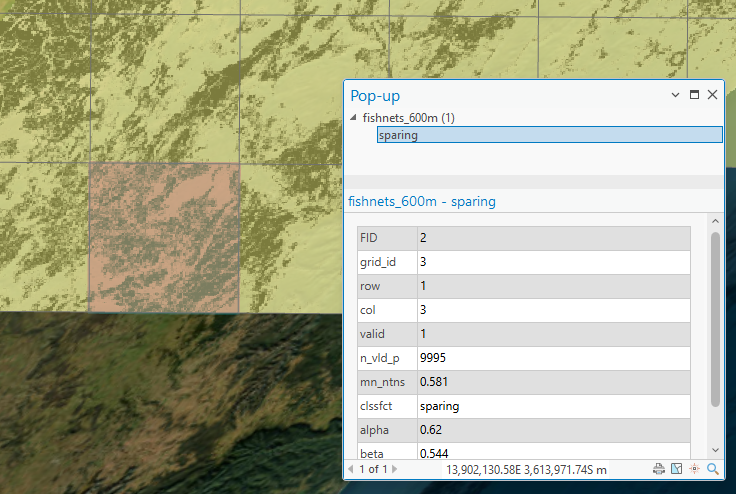 Pop-up
fishnets_600m (1)
sparing
fishnets_600m - sparing
FID 2
grid_id 3
row 1
col 3
valid 1
n_vld_p 9995
mn_ntns 0.581
clssfct sparing
alpha 0.62
beta 0.544
1 of 1 13,902,130.58E 3,613,971.74S m